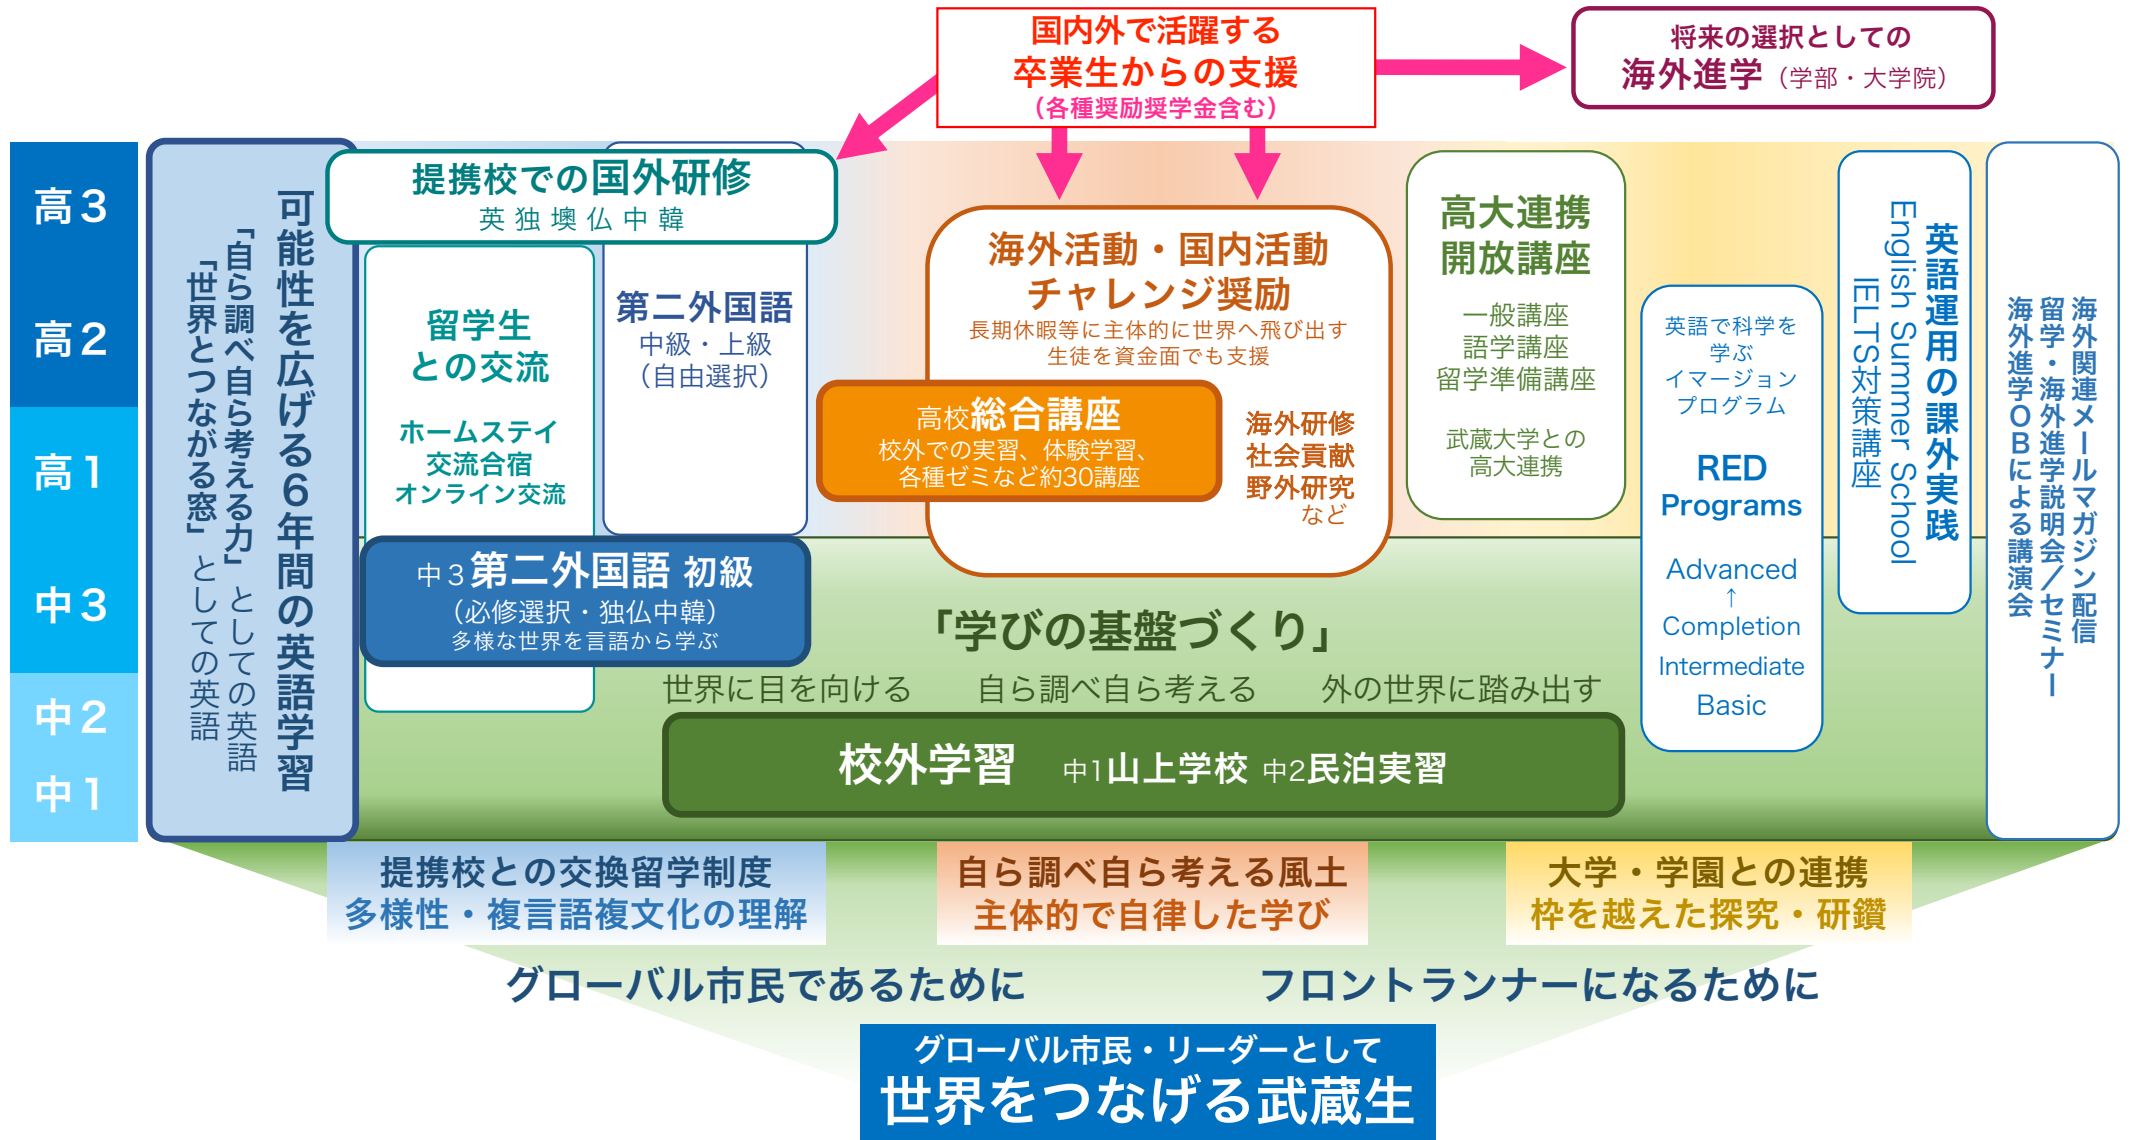 国内外で活躍する
卒業生からの支援
（各種奨励奨学金含む）
将来の選択としての
海外進学（学部・大学院）
高３
高２
高１
中３
中２
中１
可能性を広げる６年間の英語学習
「自ら調べ自ら考える力」としての英語
「世界とつながる窓」としての英語
提携校での国外研修
英独墺仏中韓
留学生
との交流
ホームステイ
交流合宿
オンライン交流
第二外国語
中級・上級
（自由選択）
中３第二外国語 初級
（必修選択・独仏中韓）
多様な世界を言語から学ぶ
海外活動・国内活動
チャレンジ奨励
長期休暇等に主体的に世界へ飛び出す
生徒を資金面でも支援
高校総合講座
校外での実習、体験学習、
各種ゼミなど約30講座
海外研修
社会貢献
野外研究
など
高大連携
開放講座
一般講座
語学講座
留学準備講座
武蔵大学との
高大連携
英語で科学を
学ぶ
イマージョン
プログラム
RED
Programs
Advanced
↑
Completion
Intermediate
Basic
英語運用の課外実践
English Summer School
IELTS対策講座
海外関連メールマガジン配信
留学・海外進学説明会／セミナー
海外進学ＯＢによる講演会
「学びの基盤づくり」
世界に目を向ける　自ら調べ自ら考える　外の世界に踏み出す
校外学習　中1山上学校 中2民泊実習
提携校との交換留学制度
多様性・複言語複文化の理解
自ら調べ自ら考える風土
主体的で自律した学び
大学・学園との連携
枠を越えた探究・研鑽
グローバル市民であるために
フロントランナーになるために
グローバル市民・リーダーとして
世界をつなげる武蔵生